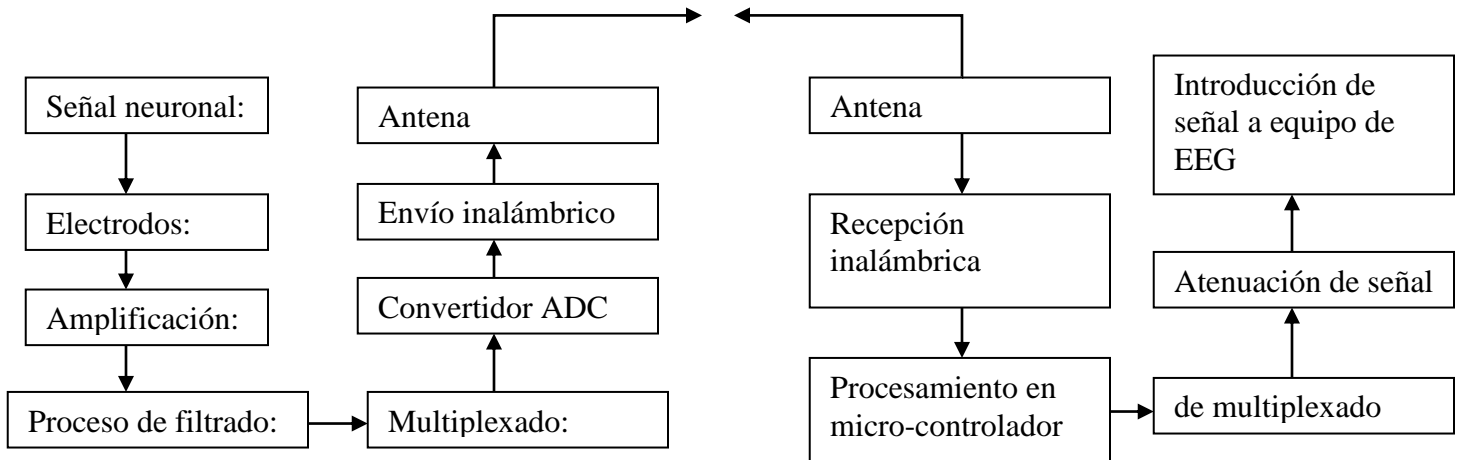 Señal neuronal:
Electrodos:
Amplificación:
Proceso de filtrado:
Multiplexado:
Convertidor ADC
Envío inalámbrico
Antena
Antena
Recepción
inalámbrica
Procesamiento en
micro-controlador
de multiplexado
Atenuación de señal
Introducción de
señal a equipo de
EEG